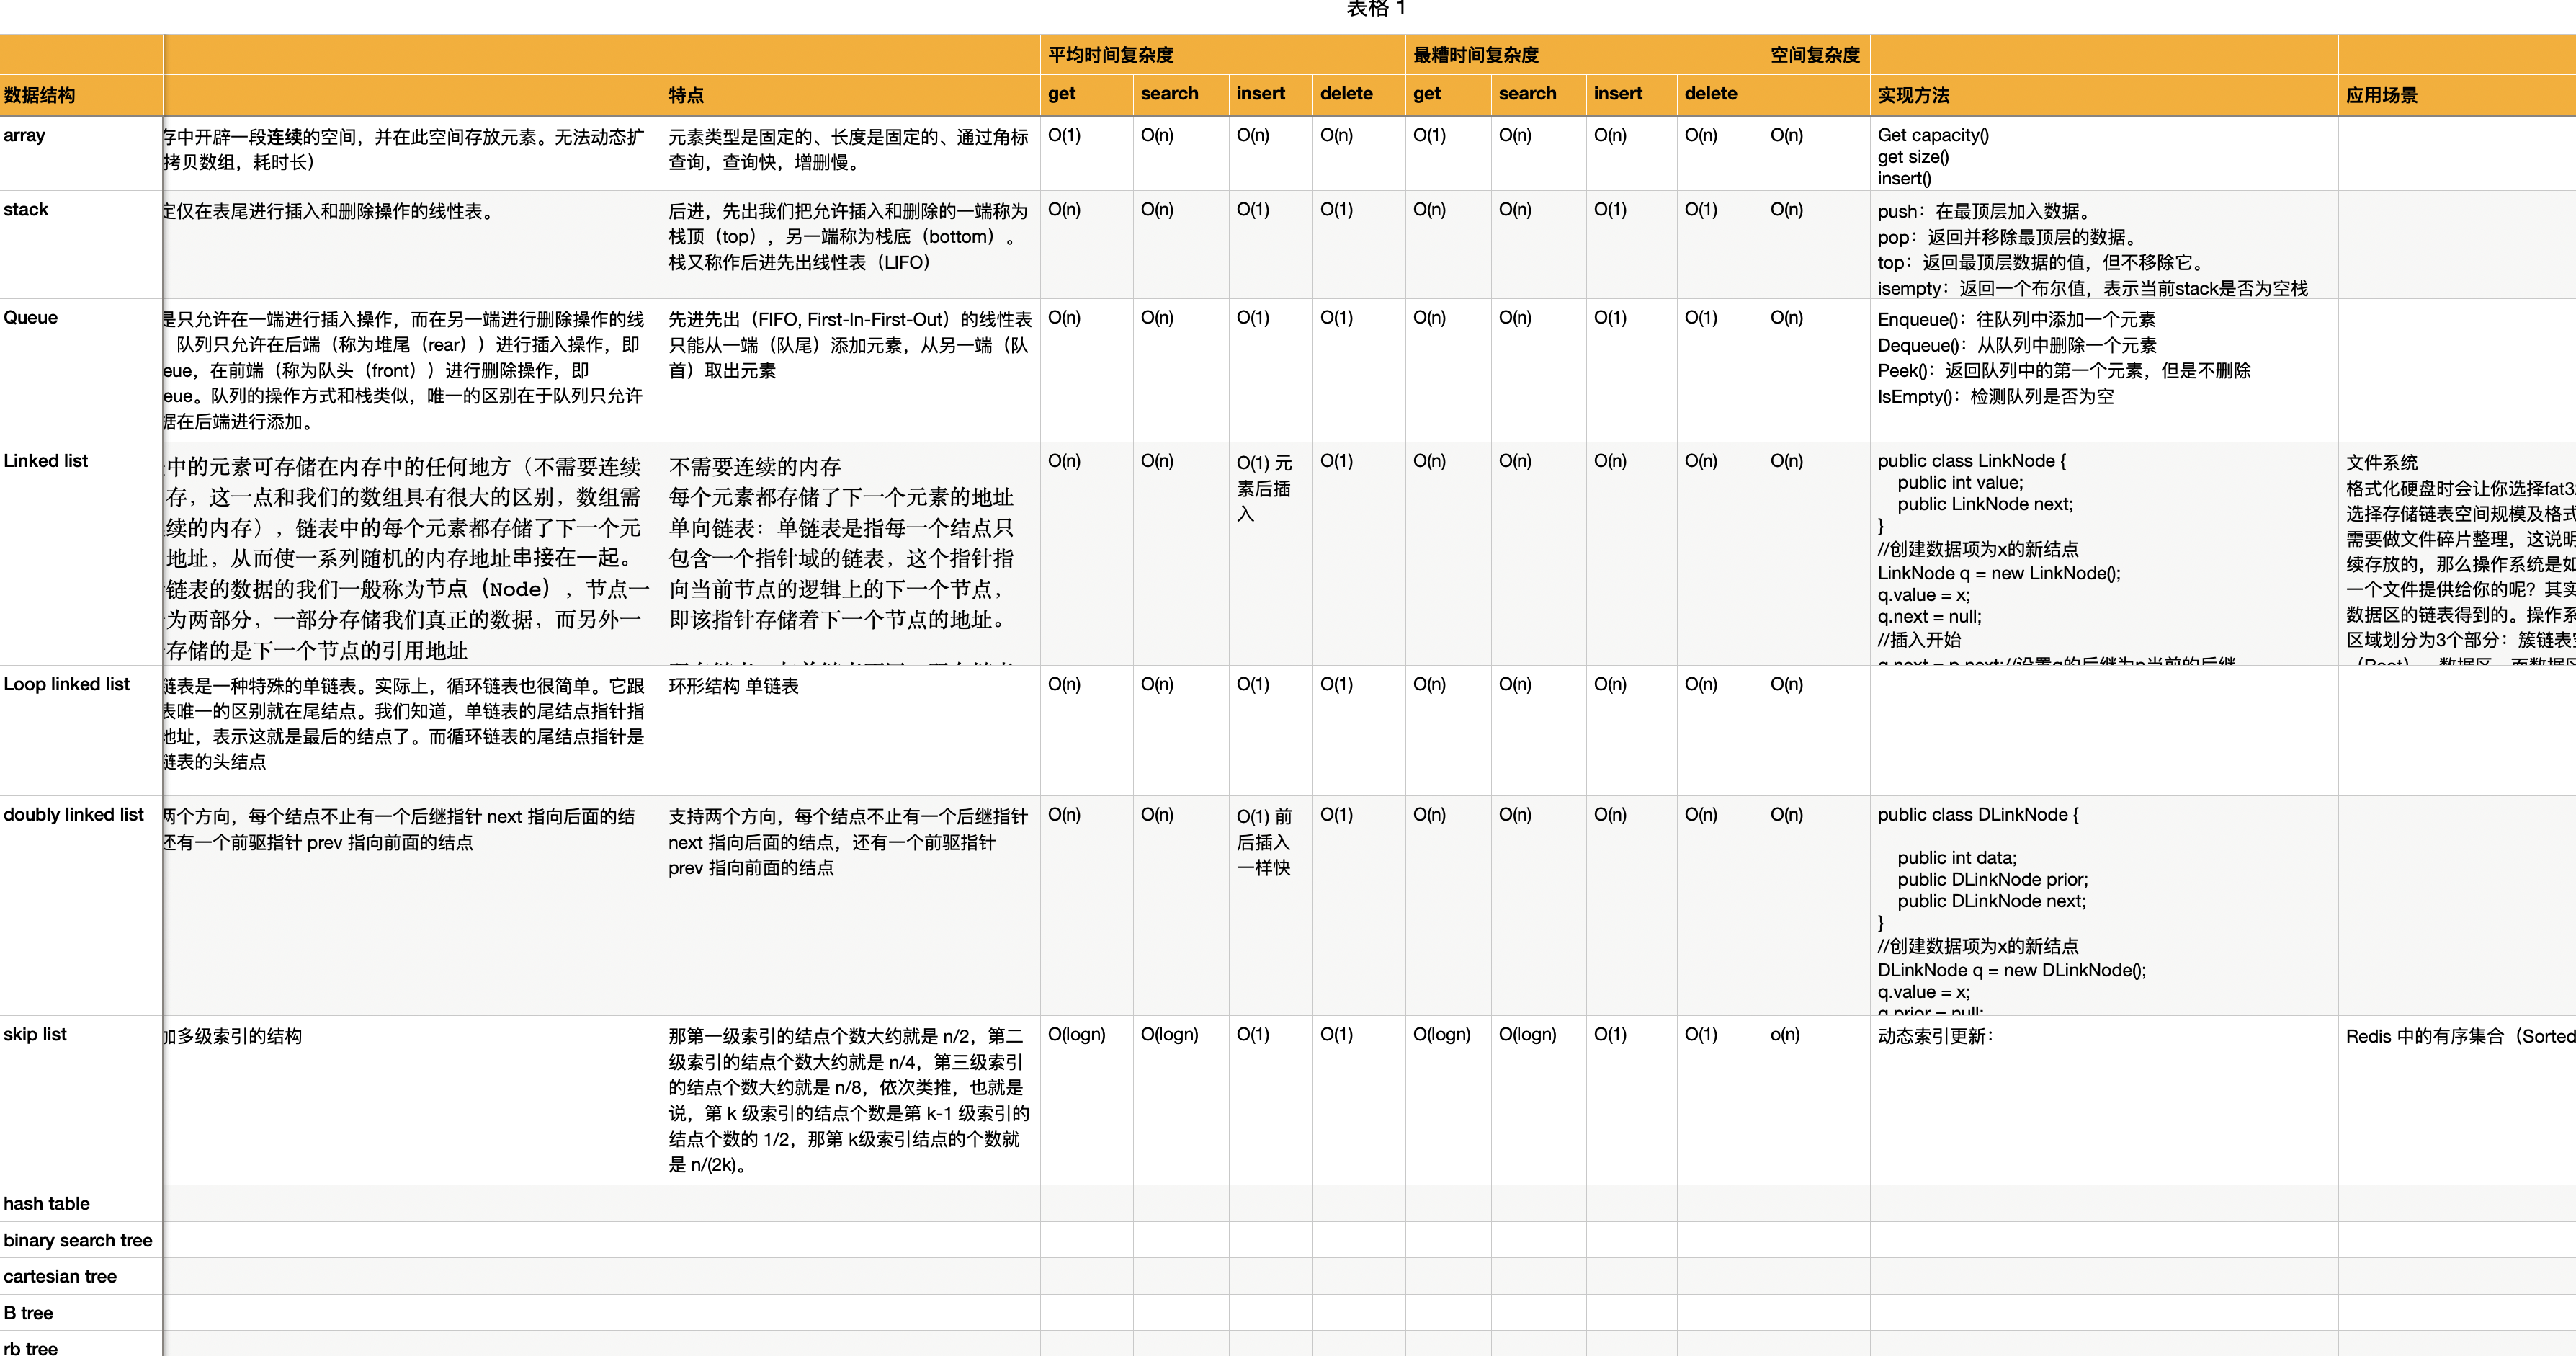 表格 1
平均时间复杂度 最糟时间复杂度 空间复杂度
数据结构 特点 get search insert delete get search insert delete 实现方法 应用场景
array
存中开辟一段连续的空间，并在此空间存放元素。无法动态扩
拷贝数组，耗时长）
元素类型是固定的、长度是固定的、通过角标
查询，查询快，增删慢。
O(1) O(n) O(n) O(n) O(1) O(n) O(n) O(n) O(n)
Get capacity()
get size()
insert()
stack
定仅在表尾进行插入和删除操作的线性表。
后进，先出我们把允许插入和删除的一端称为
栈顶（top），另一端称为栈底（bottom）。
栈又称作后进先出线性表（LIFO）
O(n) O(n) O(1) O(1) O(n) O(n) O(1) O(1) O(n)
push：在最顶层加入数据。
pop：返回并移除最顶层的数据。
top：返回最顶层数据的值，但不移除它。
isempty：返回一个布尔值，表示当前stack是否为空栈
Queue
是只允许在一端进行插入操作，而在另一端进行删除操作的线
队列只允许在后端（称为堆尾（rear））进行插入操作，即
eue，在前端（称为队头（front））进行删除操作，即
eue。队列的操作方式和栈类似，唯一的区别在于队列只允许
据在后端进行添加。
先进先出（FIFO, First-In-First-Out）的线性表
只能从一端（队尾）添加元素，从另一端（队
首）取出元素
O(n) O(n) O(1) O(1) O(n) O(n) O(1) O(1) O(n)
Enqueue()：往队列中添加一个元素
Dequeue()：从队列中删除一个元素
Peek()：返回队列中的第一个元素，但是不删除
IsEmpty()：检测队列是否为空
Linked list
中的元素可存储在内存中的任何地方（不需要连续
存，这一点和我们的数组具有很大的区别，数组需
续的内存），链表中的每个元素都存储了下一个元
地址，从而使一系列随机的内存地址串接在一起。
链表的数据的我们一般称为节点（Node），节点一
为两部分，一部分存储我们真正的数据，而另外一
存储的是下一个节点的引用地址
不需要连续的内存
每个元素都存储了下一个元素的地址
单向链表：单链表是指每一个结点只
包含一个指针域的链表，这个指针指
向当前节点的逻辑上的下一个节点，
即该指针存储着下一个节点的地址。
O(n) O(n) O(1) 元
素后插
入
O(1) O(n) O(n) O(n) O(n) O(n)
public class LinkNode {
public int value;
public LinkNode next;
}
//创建数据项为x的新结点
LinkNode q = new LinkNode();
q.value = x;
q.next = null;
//插入开始
q.next = p.next;//设置q的后继为p当前的后继
文件系统
格式化硬盘时会让你选择fat3
选择存储链表空间规模及格式
需要做文件碎片整理，这说明
续存放的，那么操作系统是如
一个文件提供给你的呢？其实
数据区的链表得到的。操作系
区域划分为3个部分：簇链表空
（Root）、数据区。而数据区
Loop linked list
链表是一种特殊的单链表。实际上，循环链表也很简单。它跟
表唯一的区别就在尾结点。我们知道，单链表的尾结点指针指
地址，表示这就是最后的结点了。而循环链表的尾结点指针是
链表的头结点
环形结构 单链表
O(n) O(n) O(1) O(1) O(n) O(n) O(n) O(n) O(n)
doubly linked list
两个方向，每个结点不止有一个后继指针 next 指向后面的结
还有一个前驱指针 prev 指向前面的结点
支持两个方向，每个结点不止有一个后继指针
next 指向后面的结点，还有一个前驱指针
prev 指向前面的结点
O(n) O(n) O(1) 前
后插入
一样快
O(1) O(n) O(n) O(n) O(n) O(n)
public class DLinkNode {
public int data;
public DLinkNode prior;
public DLinkNode next;
}
//创建数据项为x的新结点
DLinkNode q = new DLinkNode();
q.value = x;
q.prior = null;
skip list
加多级索引的结构
那第一级索引的结点个数大约就是 n/2，第二
级索引的结点个数大约就是 n/4，第三级索引
的结点个数大约就是 n/8，依次类推，也就是
说，第 k 级索引的结点个数是第 k-1 级索引的
结点个数的 1/2，那第 k级索引结点的个数就
是 n/(2k)。
O(logn) O(logn) O(1) O(1) O(logn) O(logn) O(1) O(1) o(n)
动态索引更新：
Redis 中的有序集合（Sorted
hash table
binary search tree
cartesian tree
B tree
rb tree